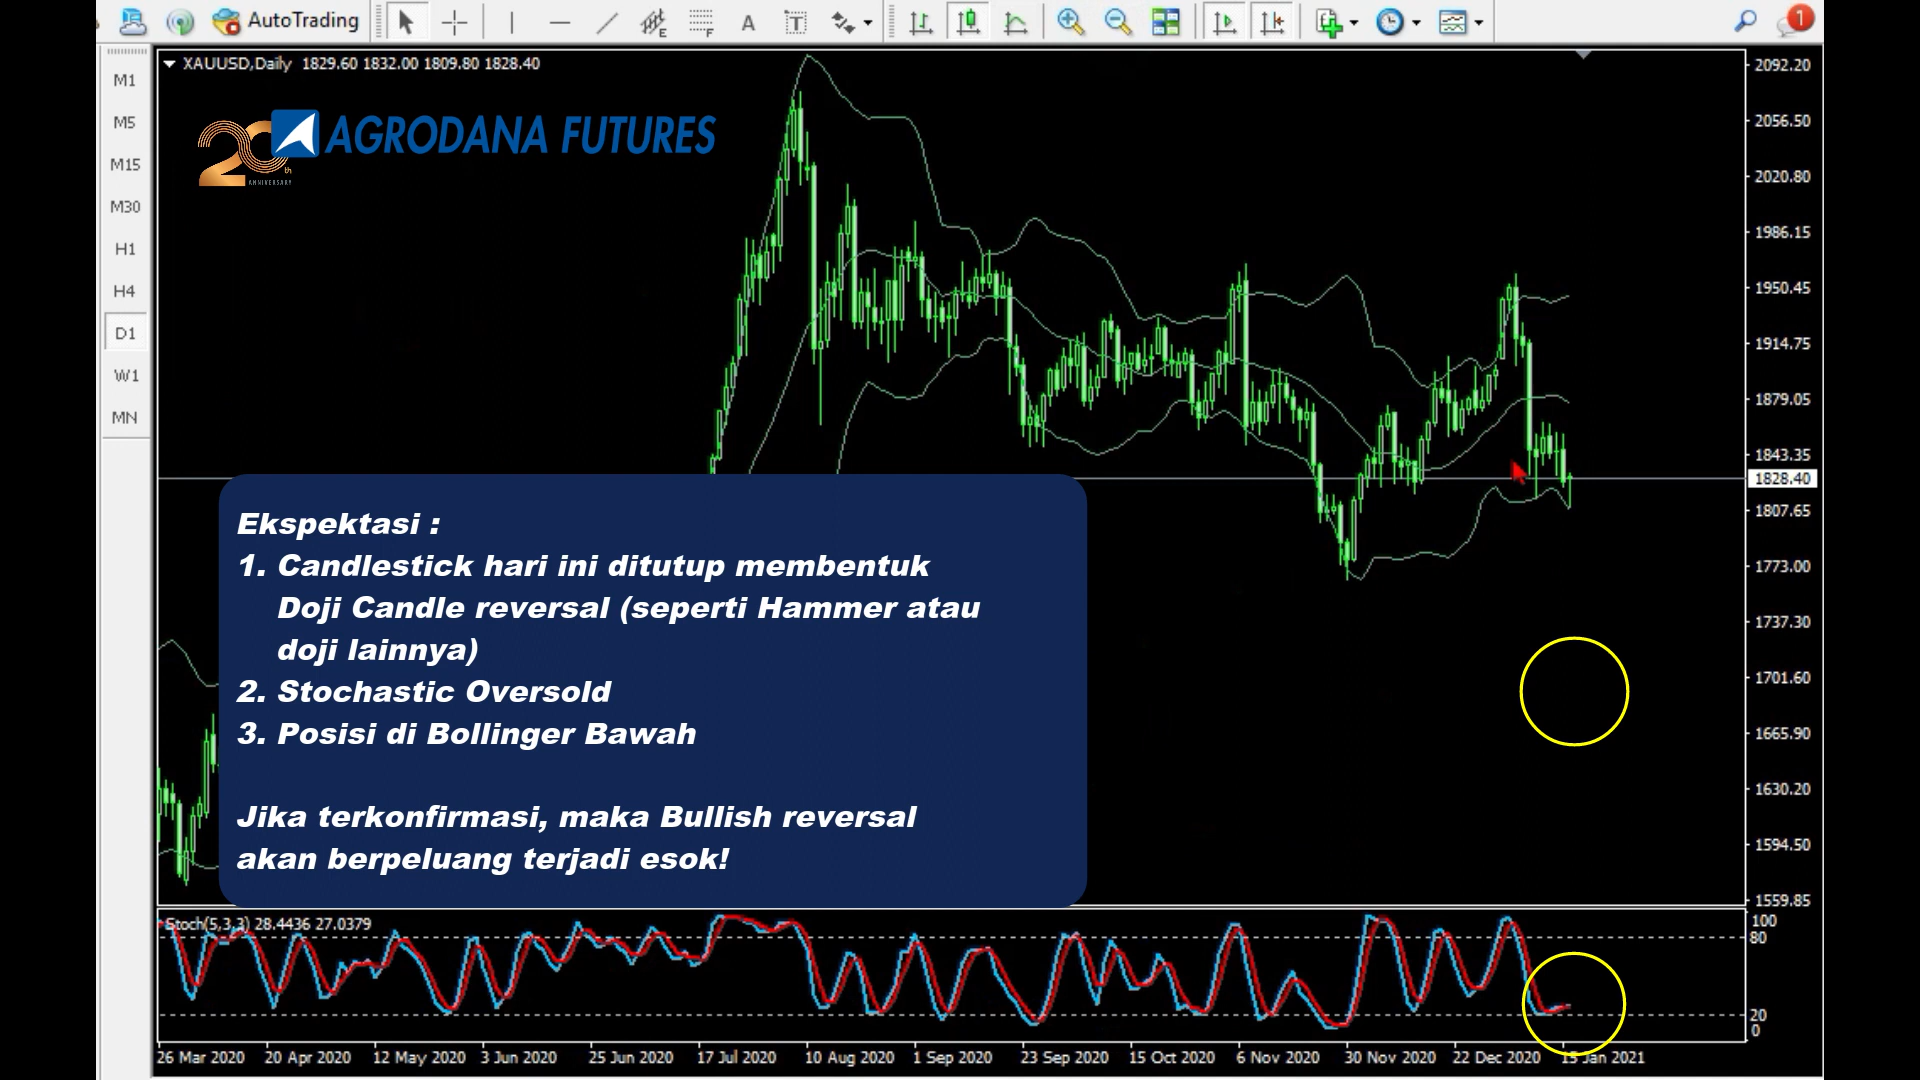 AutoTrading
E
F
A
T
1
M1
M5
M15
M30
H1
H4
D1
W1
MN
XAUUSD,Daily 1829.60 1832.00 1809.80 1828.40
20th ANNIVERSARY
AGRODANA FUTURES
2092.20
2056.50
2020.80
1986.15
1950.45
1914.75
1879.05
1843.35
1828.40
1807.65
1773.00
1737.30
1701.60
1665.90
1630.20
1594.50
1559.85
Ekspektasi :
1. Candlestick hari ini ditutup membentuk
Doji Candle reversal (seperti Hammer atau
doji lainnya)
2. Stochastic Oversold
3. Posisi di Bollinger Bawah
Jika terkonfirmasi, maka Bullish reversal
akan berpeluang terjadi esok!
Stoch(5,3,3) 28.4436 27.0379
100
80
20
0
26 Mar 2020 20 Apr 2020 12 May 2020 3 Jun 2020 25 Jun 2020 17 Jul 2020 10 Aug 2020 1 Sep 2020 23 Sep 2020 15 Oct 2020 6 Nov 2020 30 Nov 2020 22 Dec 2020 15 Jan 2021